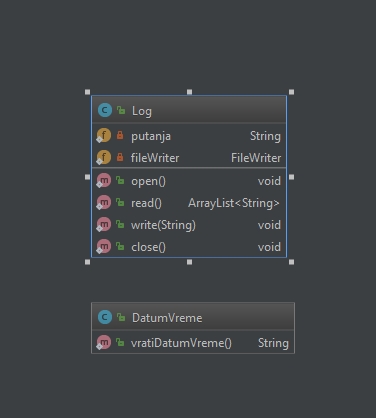 Log
putanja String
fileWriter FileWriter
open() void
read() ArrayList<String>
write(String) void
close() void
DatumVreme
vratiDatumVreme() String